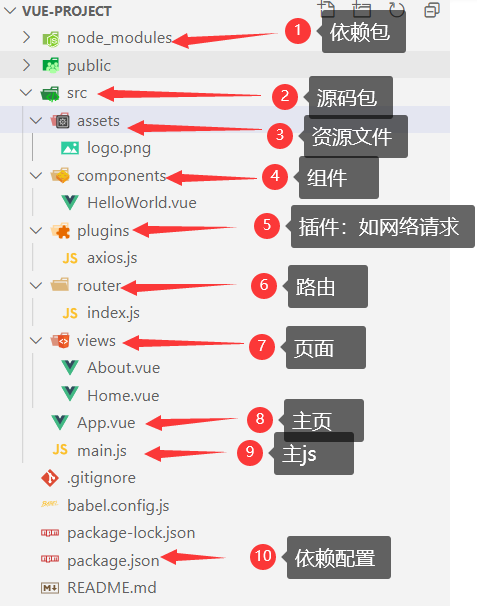 VUE-PROJECT
node_modules
1 依赖包
public
src
2 源码包
assets
3 资源文件
logo.png
components
4 组件
HelloWorld.vue
plugins
5 插件：如网络请求
JS axios.js
router
6 路由
JS index.js
views
7 页面
About.vue
Home.vue
App.vue
8 主页
JS main.js
9 主js
.gitignore
babel.config.js
package-lock.json
package.json
10 依赖配置
README.md